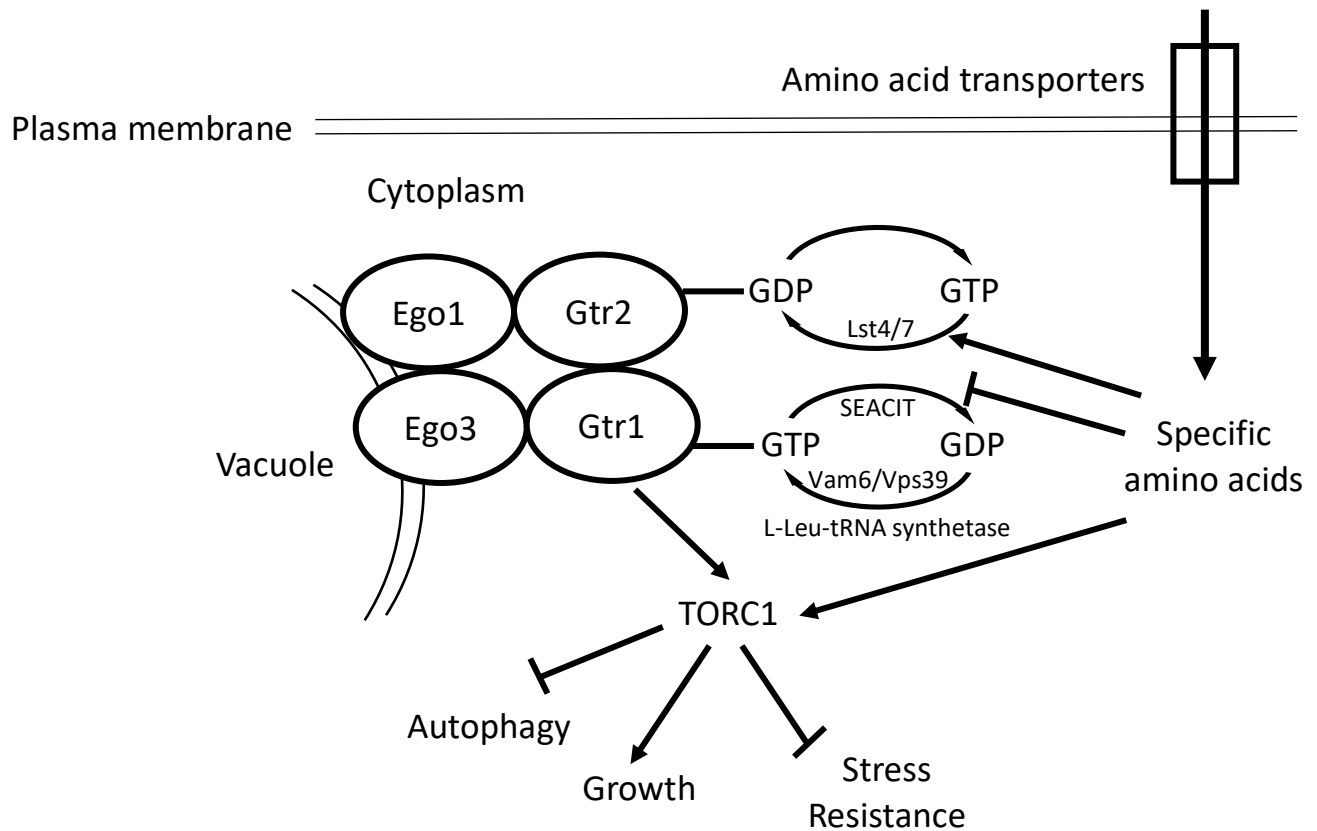 Amino acid transporters
Plasma membrane
Cytoplasm
Ego1
Gtr2
GDP
GTP
Lst4/7
Ego3
Gtr1
SEACIT
GTP
GDP
Vam6/Vps39
L-Leu-tRNA synthetase
Specific
amino acids
Vacuole
TORC1
Autophagy
Growth
Stress
Resistance